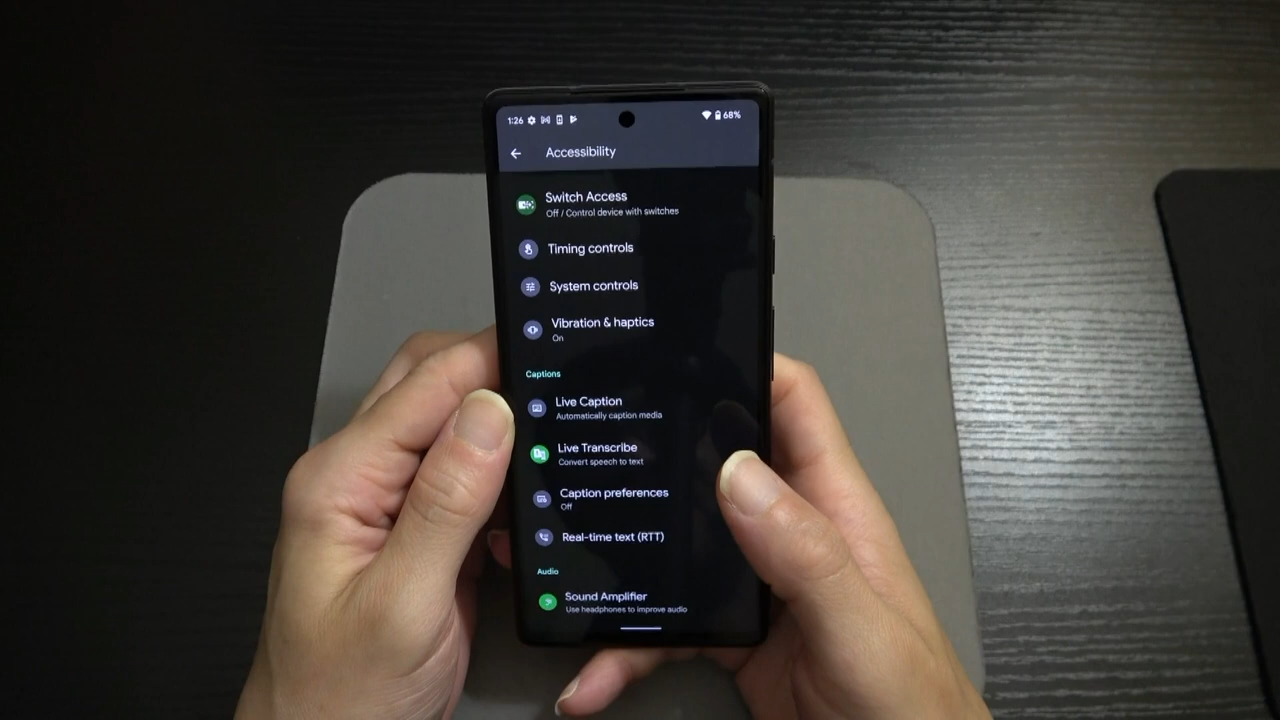 1:26 68%
Accessibility
Switch Access
Off / Control device with switches
Timing controls
System controls
Vibration & haptics
On
Captions
Live Caption
Automatically caption media
Live Transcribe
Convert speech to text
Caption preferences
Off
Real-time text (RTT)
Audio
Sound Amplifier
Use headphones to improve audio